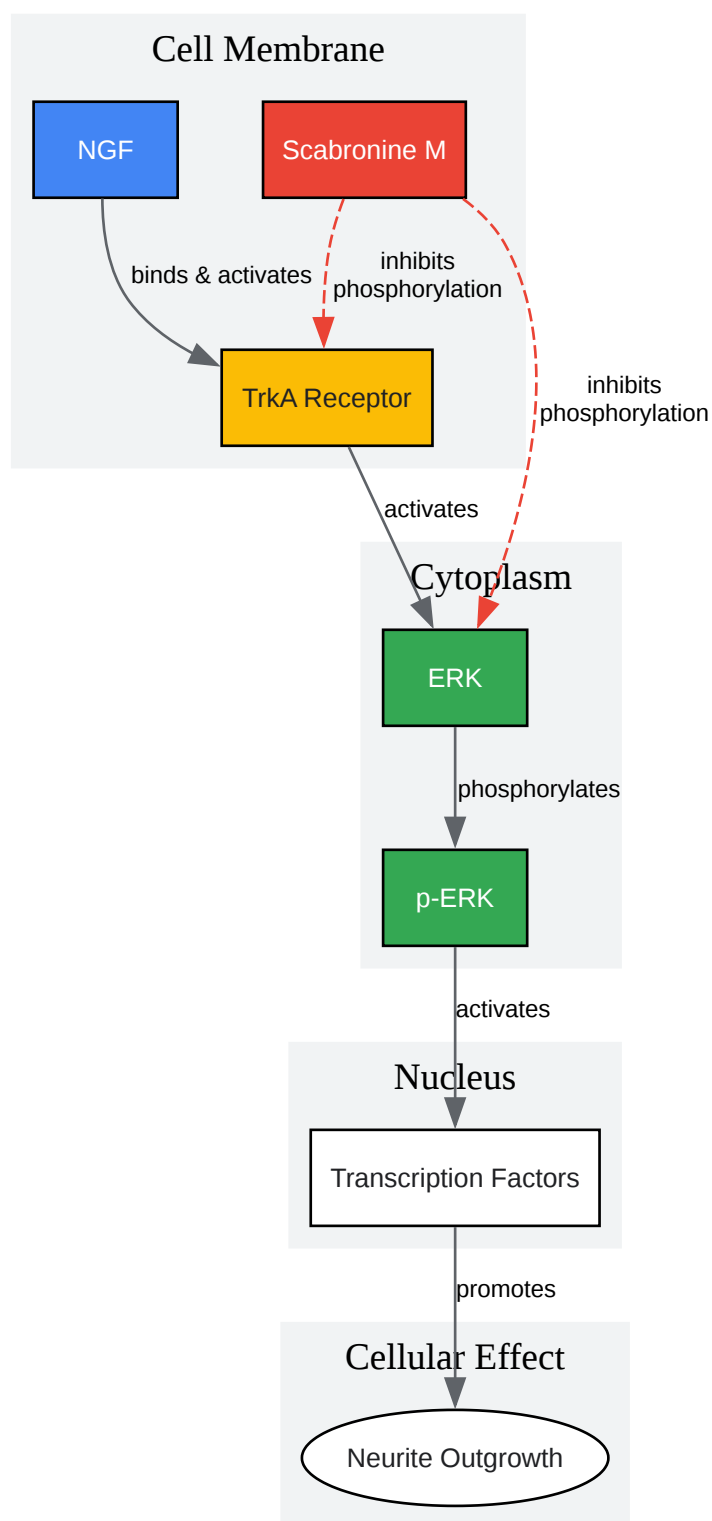 Cell Membrane
NGF
Scabronine M
binds & activates
inhibits
phosphorylation
TrkA Receptor
inhibits
phosphorylation
activates
Cytoplasm
ERK
phosphorylates
p-ERK
activates
Nucleus
Transcription Factors
promotes
Cellular Effect
Neurite Outgrowth